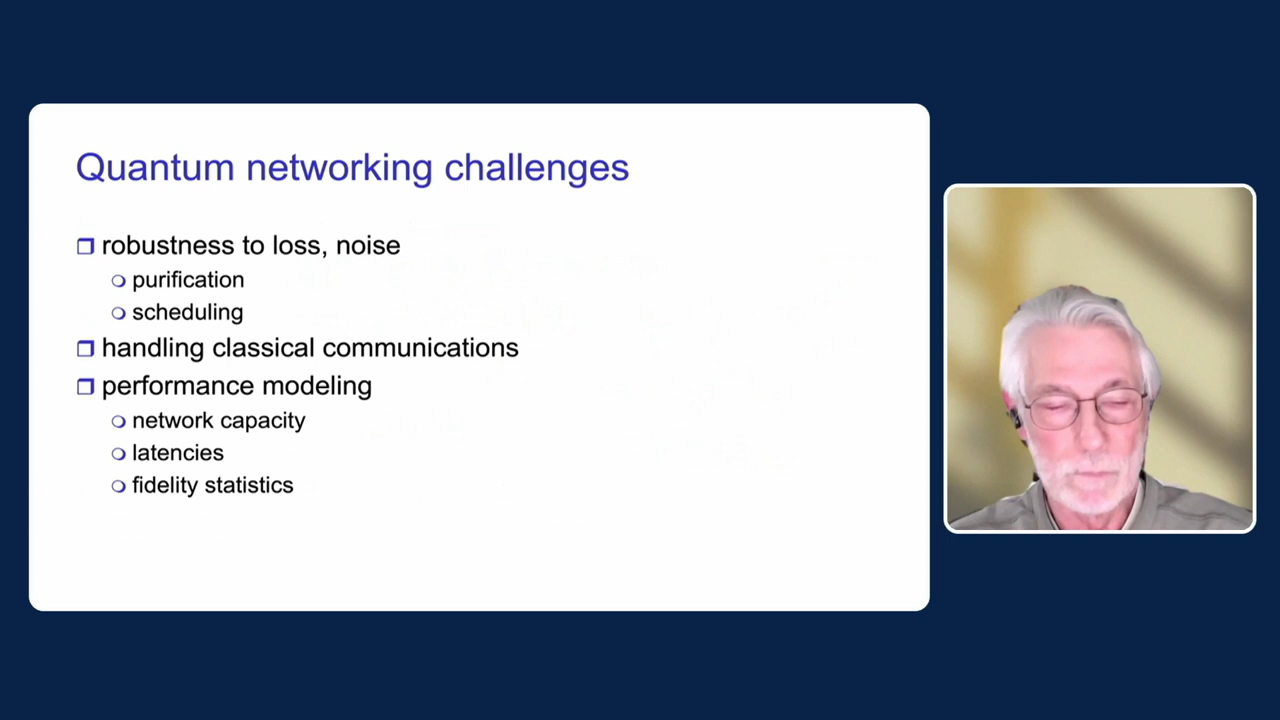 Quantum networking challenges
robustness to loss, noise
purification
scheduling
handling classical communications
performance modeling
network capacity
latencies
fidelity statistics